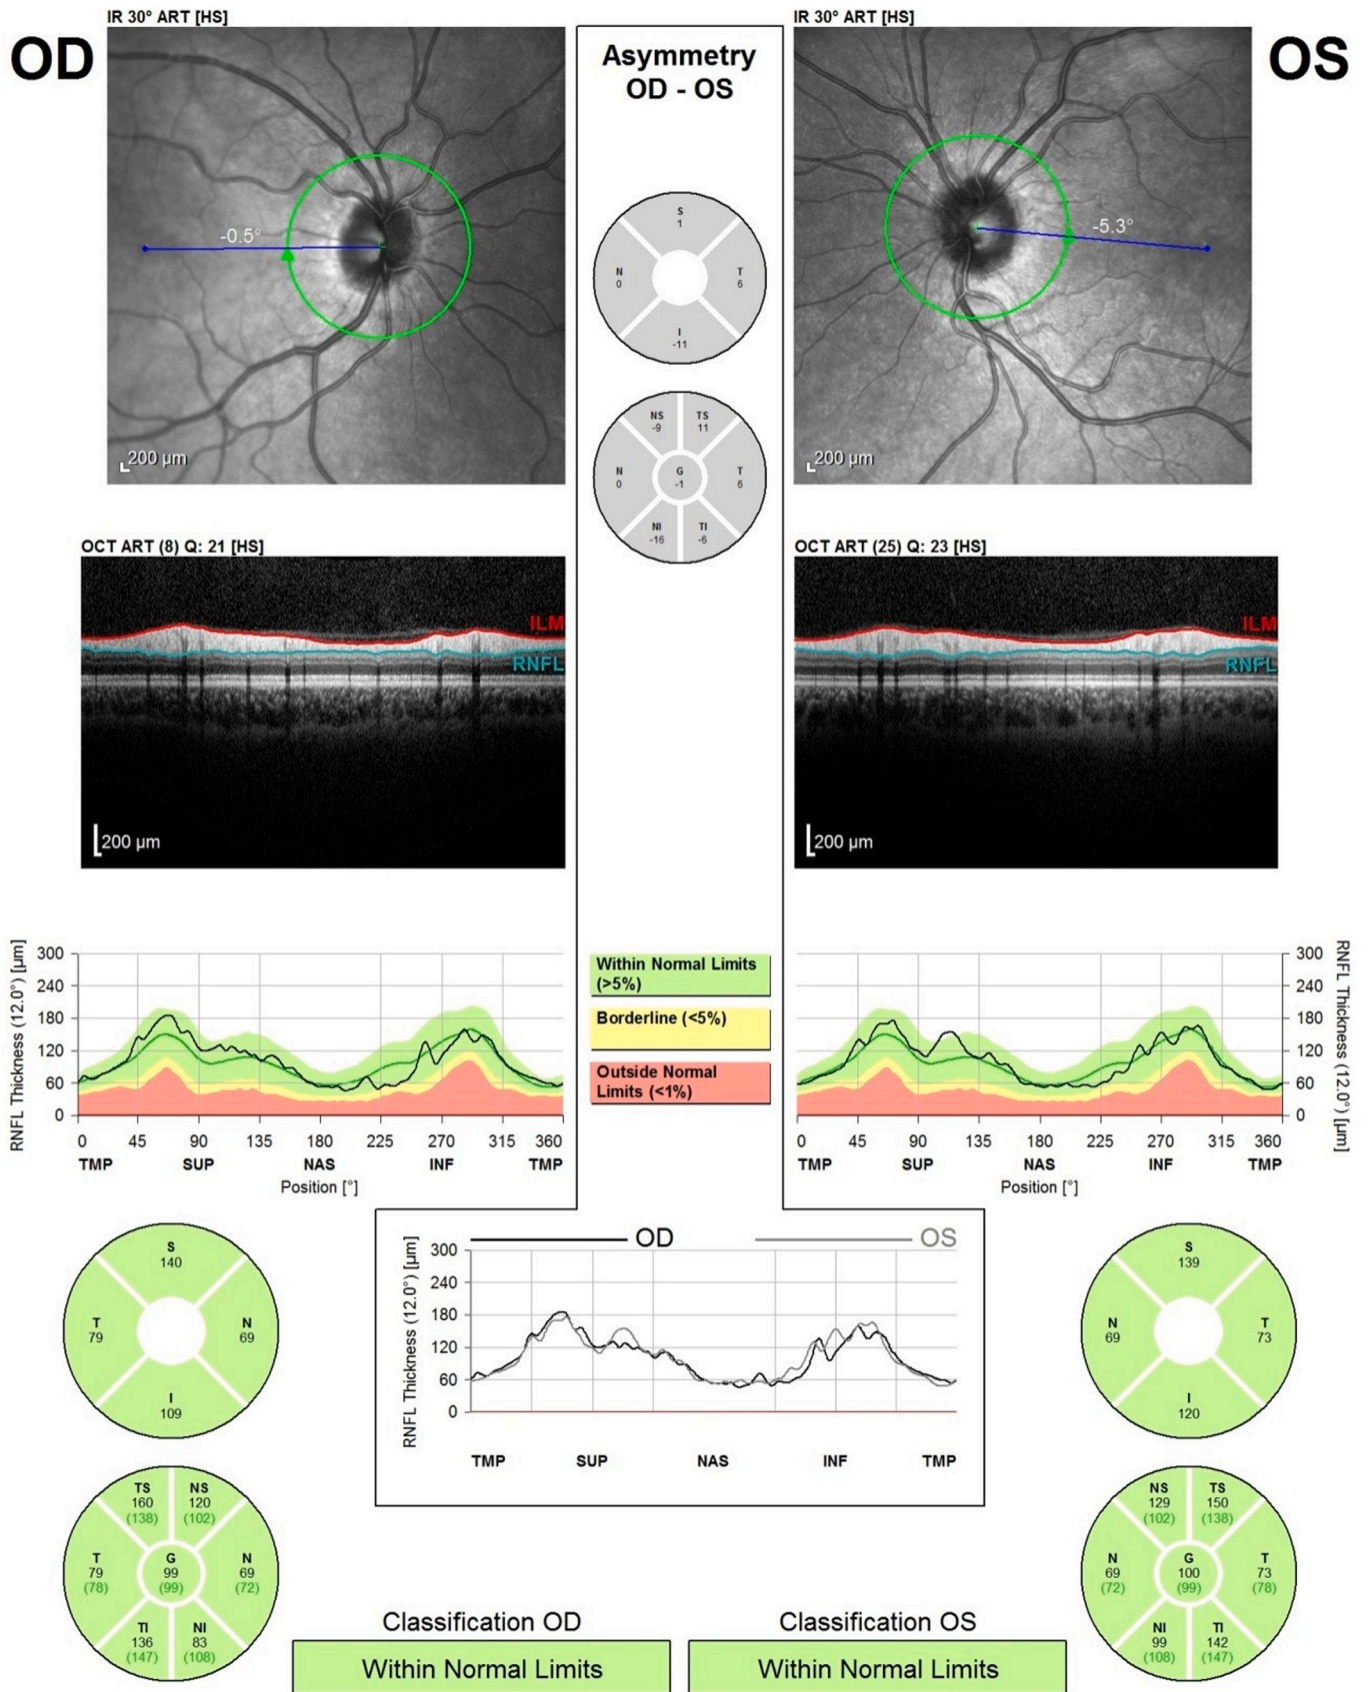 IR 30° ART [HS]
OD
-0.5°
200 µm
Asymmetry
OD - OS
S
1
N
0
T
6
I
-11
NS
-9
TS
11
N
0
G
-1
T
6
NI
-16
TI
-6
IR 30° ART [HS]
OS
-5.3°
200 µm
OCT ART (8) Q: 21 [HS]
ILM
RNFL
200 µm
OCT ART (25) Q: 23 [HS]
ILM
RNFL
200 µm
RNFL Thickness (12.0°) [µm]
300
240
180
120
60
0
0 45 90 135 180 225 270 315 360
TMP SUP NAS INF TMP
Position [°]
Within Normal Limits
(>5%)
Borderline (<5%)
Outside Normal
Limits (<1%)
300
240
180
120
60
0
RNFL Thickness (12.0°) [µm]
0 45 90 135 180 225 270 315 360
TMP SUP NAS INF TMP
Position [°]
S
140
T
79
N
69
I
109
OD OS
RNFL Thickness (12.0°) [µm]
300
240
180
120
60
0
TMP SUP NAS INF TMP
S
139
N
69
T
73
I
120
TS
160
(138)
NS
120
(102)
T
79
(78)
G
99
(99)
N
69
(72)
TI
136
(147)
NI
83
(108)
NS
129
(102)
TS
150
(138)
N
69
(72)
G
100
(99)
T
73
(78)
NI
99
(108)
TI
142
(147)
Classification OD
Within Normal Limits
Classification OS
Within Normal Limits